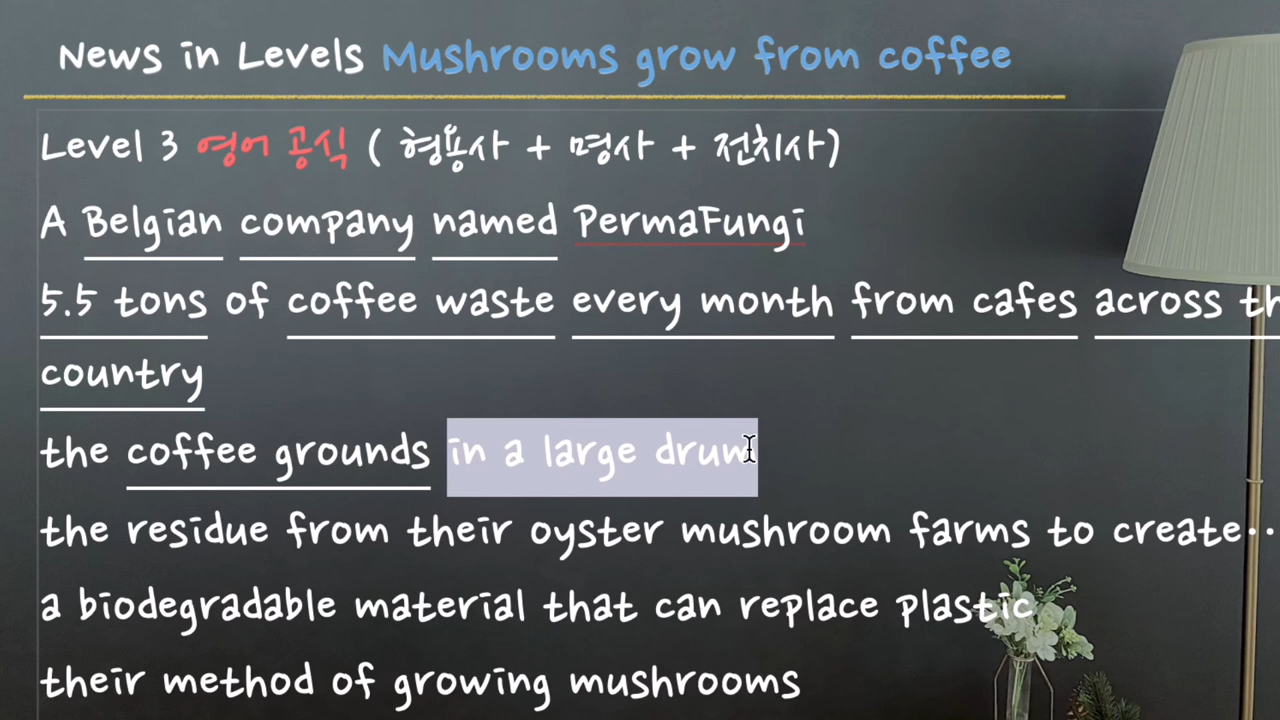 News in Levels Mushrooms grow from coffee
Level 3 영어 공식 ( 형용사 + 명사 + 전치사)
A Belgian company named PermaFungi
5.5 tons of coffee waste every month from cafes across
country
the coffee grounds in a large drum
the residue from their oyster mushroom farms to create…
a biodegradable material that can replace plastic
their method of growing mushrooms